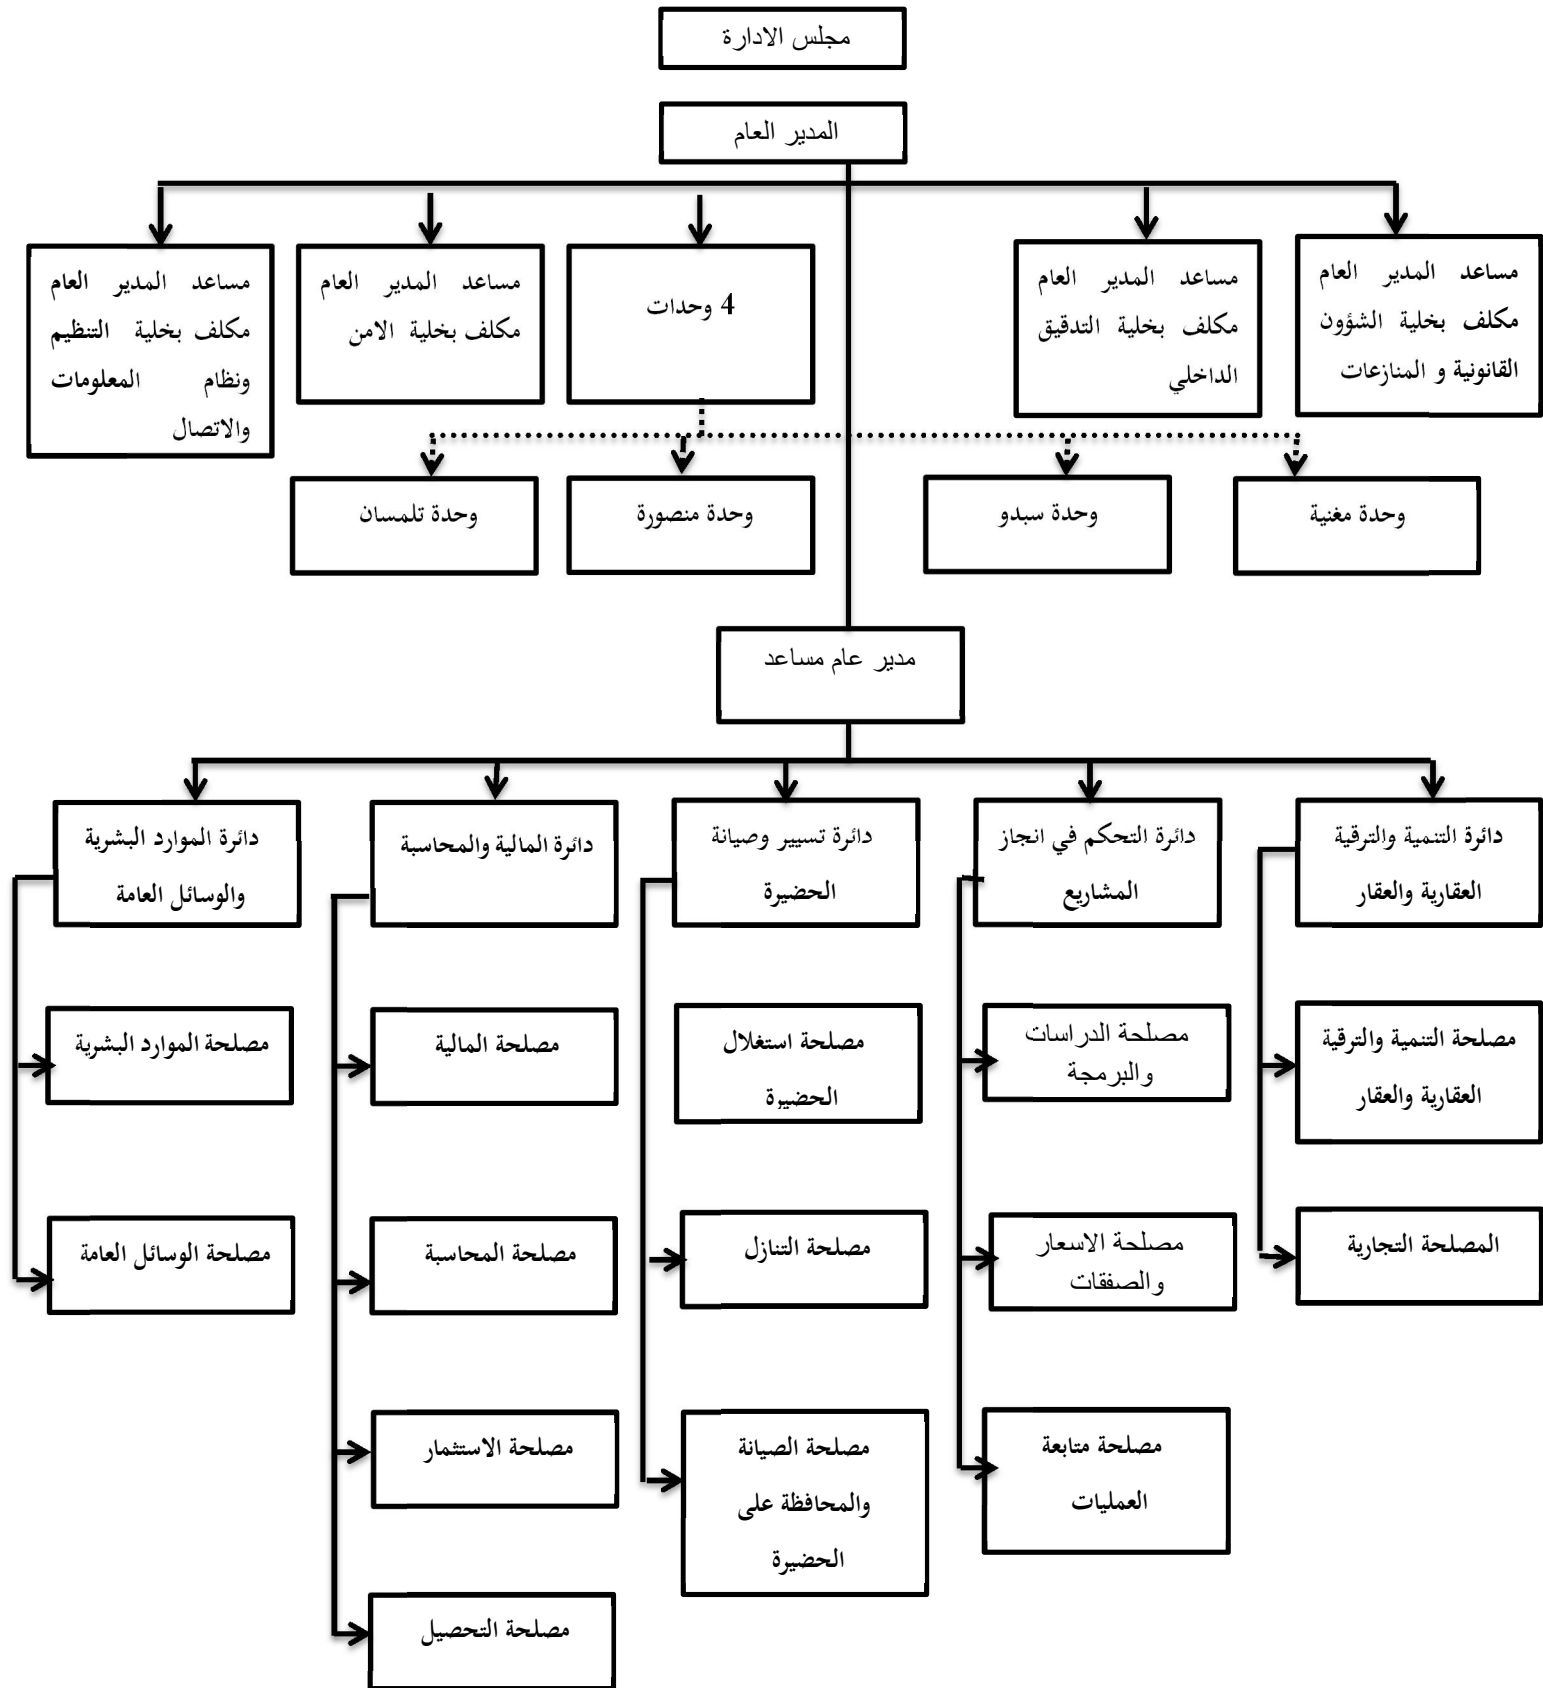 مجلس الادارة
المدير العام
مساعد المدير العام
مكلف بخلية الشؤون
القانونية و المنازعات
مساعد المدير العام
مكلف بخلية التدقيق
الداخلي
4 وحدات
مساعد المدير العام
مكلف بخلية الامن
مساعد المدير العام
مكلف بخلية التنظيم
ونظام المعلومات
والاتصال
وحدة مغنية
وحدة سبدو
وحدة منصورة
وحدة تلمسان
مدير عام مساعد
دائرة التنمية والترقية
العقارية والعقار
دائرة التحكم في انجاز
المشاريع
دائرة تسيير وصيانة
الحضيرة
دائرة المالية والمحاسبة
دائرة الموارد البشرية
والوسائل العامة
مصلحة التنمية والترقية
العقارية والعقار
مصلحة الدراسات
والبرمجة
مصلحة استغلال
الحضيرة
مصلحة المالية
مصلحة الموارد البشرية
المصلحة التجارية
مصلحة الاسعار
والصفقات
مصلحة التنازل
مصلحة المحاسبة
مصلحة الوسائل العامة
مصلحة متابعة
العمليات
مصلحة الصيانة
والمحافظة على
الحضيرة
مصلحة الاستثمار
مصلحة التحصيل